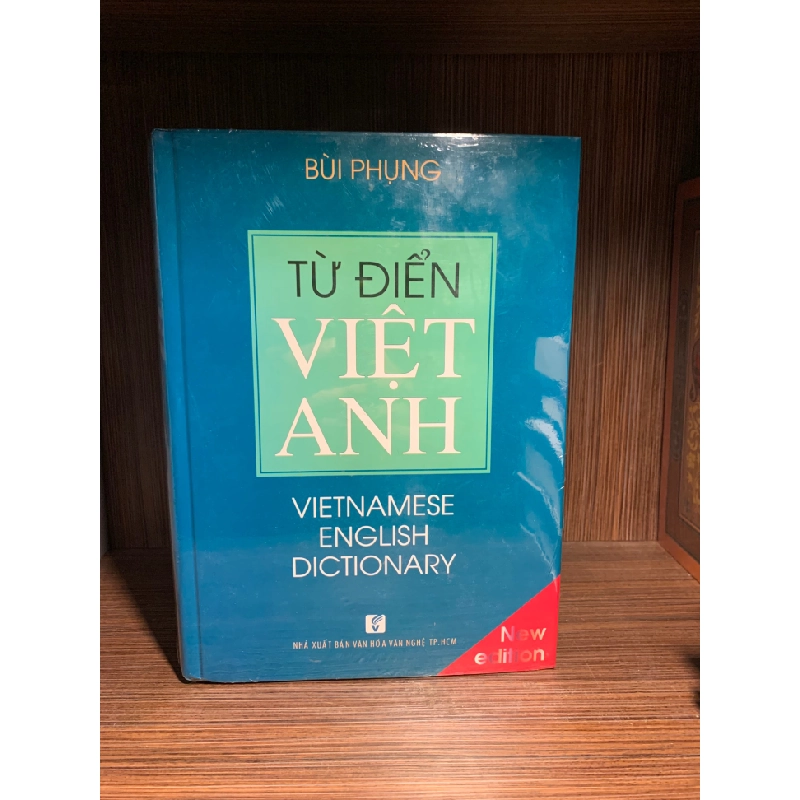 BÙI PHỤNG
TỪ ĐIỂN
VIỆT
ANH
VIETNAMESE
ENGLISH
DICTIONARY
NHÀ XUẤT BẢN VĂN HÓA VĂN NGHỆ TP. HCM
New
edition